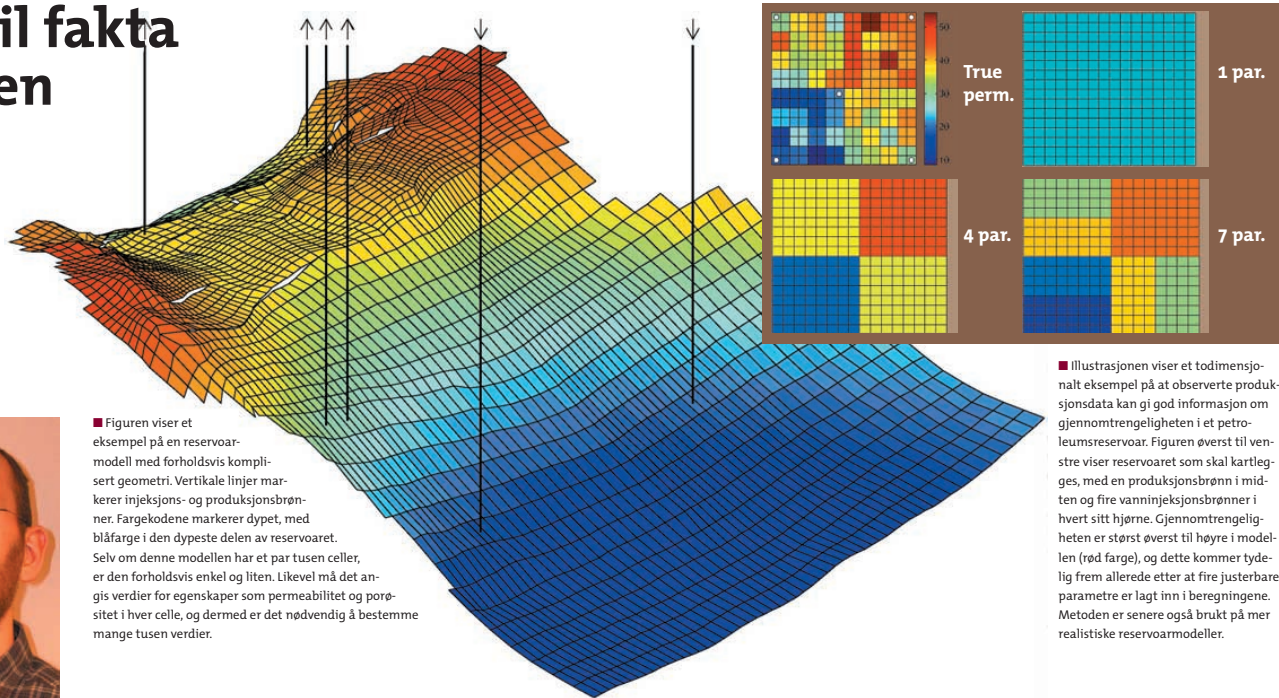 il fakta
en
50
40
30
20
10
True
perm.
1 par.
4 par.
7 par.
Figuren viser et
eksempel på en reservoar-
modell med forholdsvis kompli-
sert geometri. Vertikale linjer mar-
kerer injeksjons- og produksjonsbrøn-
ner. Fargekodene markerer dypet, med
blåfarge i den dypeste delen av reservoaret.
Selv om denne modellen har et par tusen celler,
er den forholdsvis enkel og liten. Likevel må det an-
gis verdier for egenskaper som permeabilitet og porø-
sitet i hver celle, og dermed er det nødvendig å bestemme
mange tusen verdier.
Illustrasjonen viser et todimensjo-
nalt eksempel på at observerte produk-
sjonsdata kan gi god informasjon om
gjennomtrengeligheten i et petro-
leumsreservoar. Figuren øverst til ven-
stre viser reservoaret som skal kartleg-
ges, med en produksjonsbrønn i mid-
ten og fire vanninjeksjonsbrønner i
hvert sitt hjørne. Gjennomtrengelig-
heten er størst øverst til høyre i model-
len (rød farge), og dette kommer tyde-
lig frem allerede etter at fire justerbare
parametre er lagt inn i beregningene.
Metoden er senere også brukt på mer
realistiske reservoarmodeller.